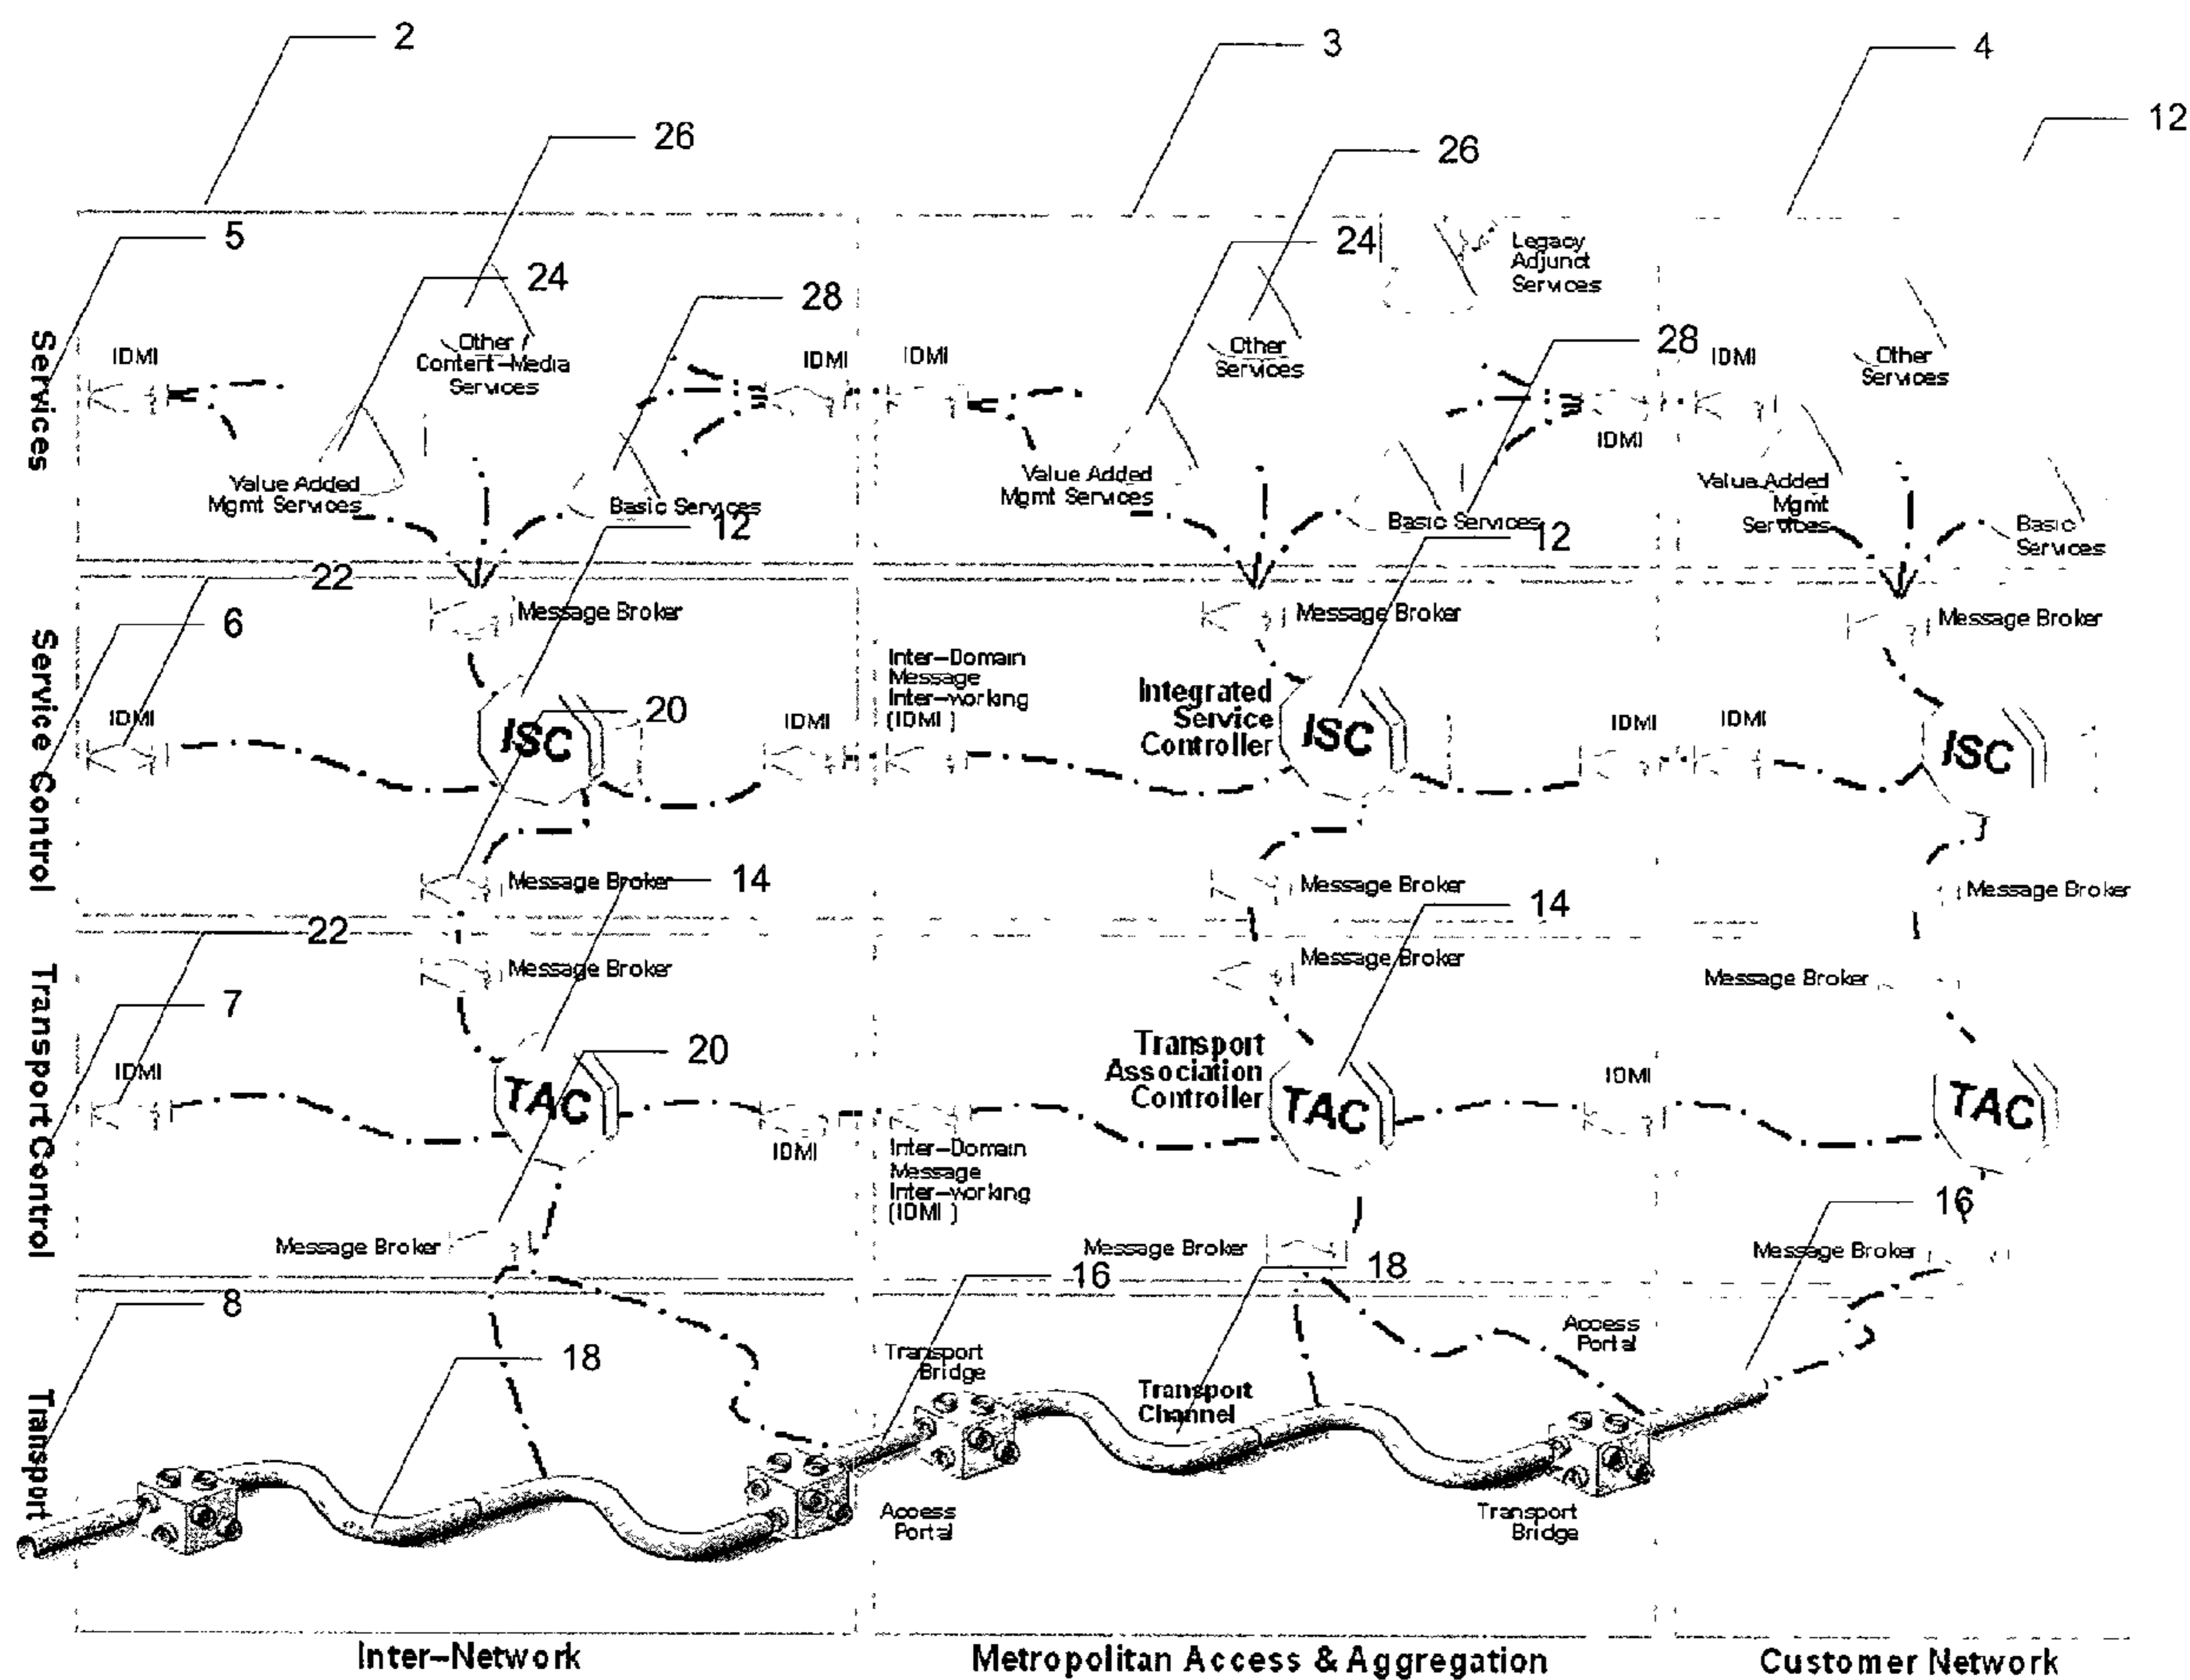 2
3
4
12
26
26
5
24
24
28
28
Legacy
Adjunct
Services
Services
IDMI
Other
Content-Media
Services
IDMI
IDMI
Other
Services
IDMI
IDMI
Other
Services
Value Added
Mgmt Services
Basic Services
Value Added
Mgmt Services
Basic Services
Value Added
Mgmt
Services
Basic
Services
12
12
22
6
Service Control
Message Broker
Message Broker
Message Broker
Inter-Domain
Message
Inter-working
(IDMI)
Integrated
Service
Controller
IDMI
ISC
20
IDMI
ISC
IDMI
IDMI
ISC
Message Broker
14
Message Broker
14
Message Broker
22
7
Transport Control
Message Broker
Message Broker
Message Broker
Transport
Association
Controller
IDMI
TAC
20
IDMI
TAC
IDMI
TAC
Inter-Domain
Message
Inter-working
(IDMI)
Message Broker
Message Broker
16
Message Broker
8
18
16
18
Transport
Transport
Bridge
Transport
Channel
Access
Portal
Access
Portal
Transport
Bridge
Inter-Network
Metropolitan Access & Aggregation
Customer Network